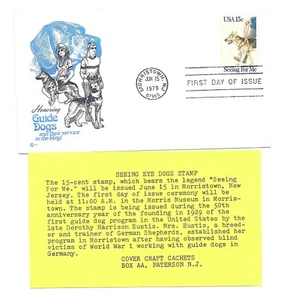 Honoring
Guide
Dogs
and their service
to the blind
MORRISTOWN, N.J.
JUN 15
1979
07960
USA 15c
Seeing For Me
FIRST DAY OF ISSUE
SEEING EYE DOGS STAMP
The 15-cent stamp, which bears the legend "Seeing
For Me," will be issued June 15 in Morristown, New
Jersey. The first day of issue ceremony will be
held at 11:00 A.M. in the Morris Museum in Morris-
town. The stamp is being issued during the 50th
anniversary year of the founding in 1929 of the
first guide dog program in the United States by the
late Dorothy Harrison Eustis. Mrs. Eustis, a breed-
er and trainer of German Shepherds, established her
program in Morristown after having observed blind
victims of World War 1 working with guide dogs in
Germany.
COVER CRAFT CACHETS
BOX AA, PATERSON N.J.